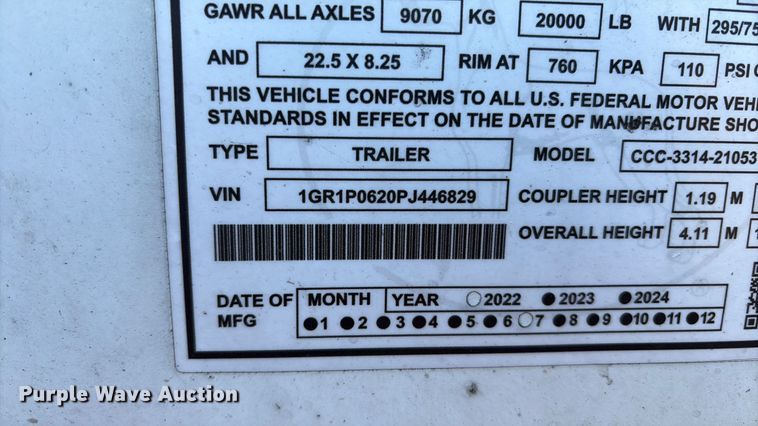 GAWR ALL AXLES 9070 KG 20000 LB WITH 295/75
AND 22.5 X 8.25 RIM AT 760 KPA 110 PSI
THIS VEHICLE CONFORMS TO ALL U.S. FEDERAL MOTOR VEH
STANDARDS IN EFFECT ON THE DATE OF MANUFACTURE SHO
TYPE TRAILER MODEL CCC-3314-21053
VIN 1GR1P0620PJ446829 COUPLER HEIGHT 1.19 M
OVERALL HEIGHT 4.11 M
DATE OF MFG MONTH YEAR 2022 2023 2024
1 2 3 4 5 6 7 8 9 10 11 12
Purple Wave Auction